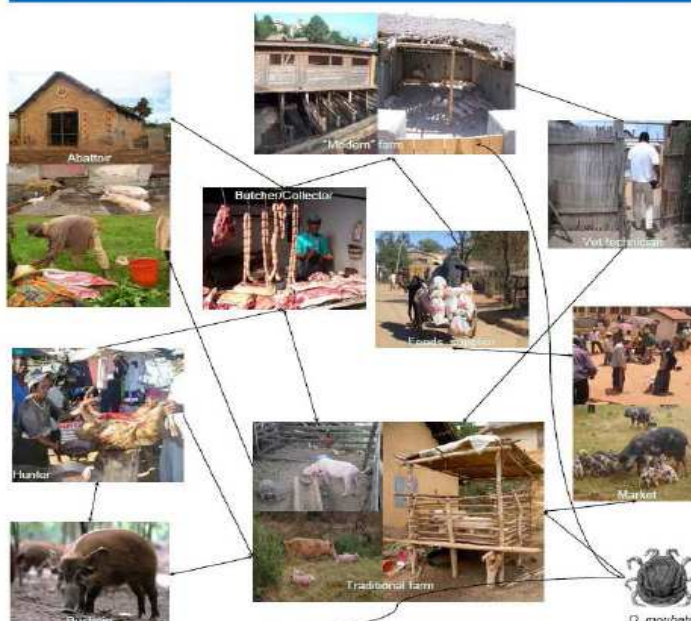 "Modern" farm
Abattoir
Butcher/Collector
Vet technician
Feeds supplier
Hunter
Market
Traditional farm
O. moubata